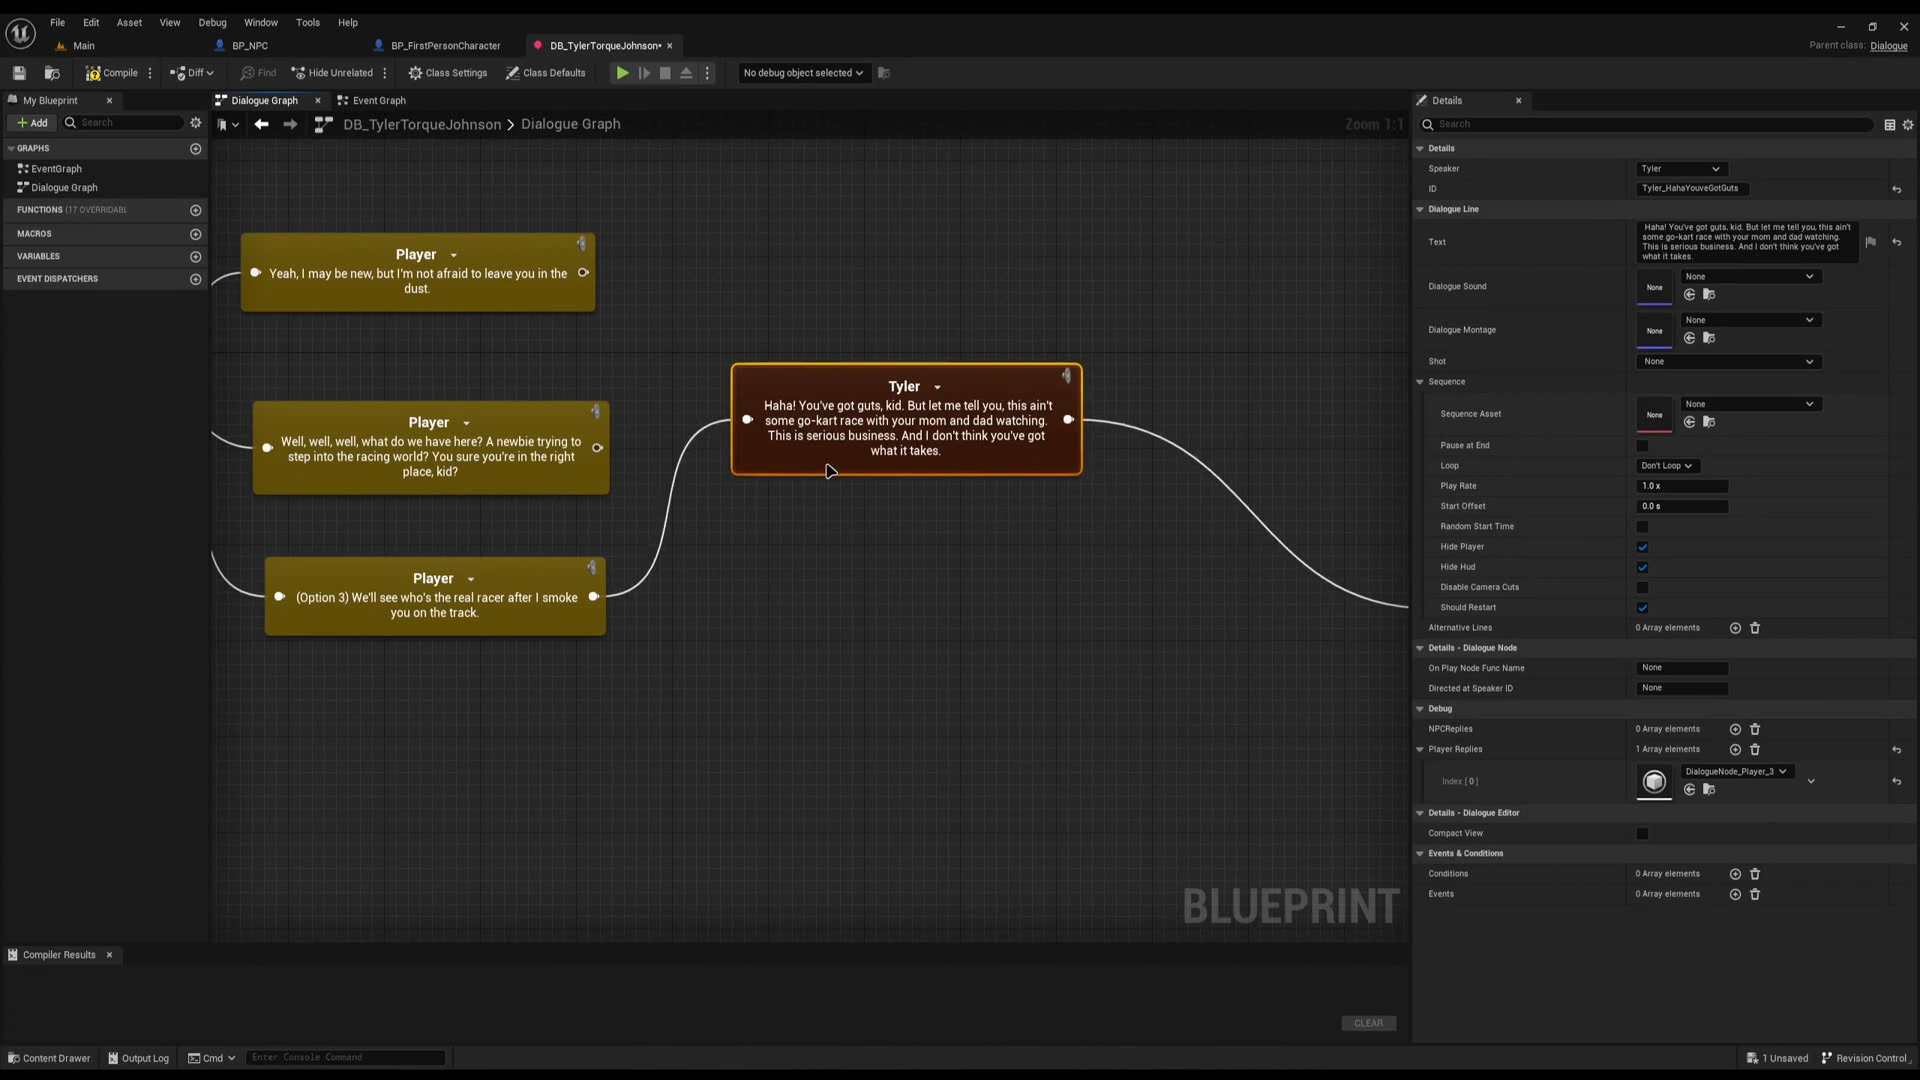 File Edit Asset View Debug Window Tools Help
Main BP_NPC BP_FirstPersonCharacter DB_TylerTorqueJohnson* Parent class: Dialogue
Compile Diff Find Hide Unrelated Class Settings Class Defaults No debug object selected
My Blueprint
Add Search
GRAPHS
EventGraph
Dialogue Graph
FUNCTIONS (17 OVERRIDABL
MACROS
VARIABLES
EVENT DISPATCHERS
Dialogue Graph Event Graph
DB_TylerTorqueJohnson > Dialogue Graph Zoom 1:1
Player
Yeah, I may be new, but I'm not afraid to leave you in the
dust.
Player
Well, well, well, what do we have here? A newbie trying to
step into the racing world? You sure you're in the right
place, kid?
Player
(Option 3) We'll see who's the real racer after I smoke
you on the track.
Tyler
Haha! You've got guts, kid. But let me tell you, this ain't
some go-kart race with your mom and dad watching.
This is serious business. And I don't think you've got
what it takes.
BLUEPRINT
Details
Search
Details
Speaker Tyler
ID Tyler_HahaYouveGotGuts
Dialogue Line
Text
Haha! You've got guts, kid. But let me tell you, this ain't
some go-kart race with your mom and dad watching.
This is serious business. And I don't think you've got
what it takes.
Dialogue Sound None None
Dialogue Montage None None
Shot None
Sequence
Sequence Asset None None
Pause at End
Loop Don't Loop
Play Rate 1.0 x
Start Offset 0.0 s
Random Start Time
Hide Player
Hide Hud
Disable Camera Cuts
Should Restart
Alternative Lines 0 Array elements
Details - Dialogue Node
On Play Node Func Name None
Directed at Speaker ID None
Debug
NPCReplies 0 Array elements
Player Replies 1 Array elements
Index [ 0 ] DialogueNode_Player_3
Details - Dialogue Editor
Compact View
Events & Conditions
Conditions 0 Array elements
Events 0 Array elements
Compiler Results
CLEAR
Content Drawer Output Log Cmd Enter Console Command 1 Unsaved Revision Control